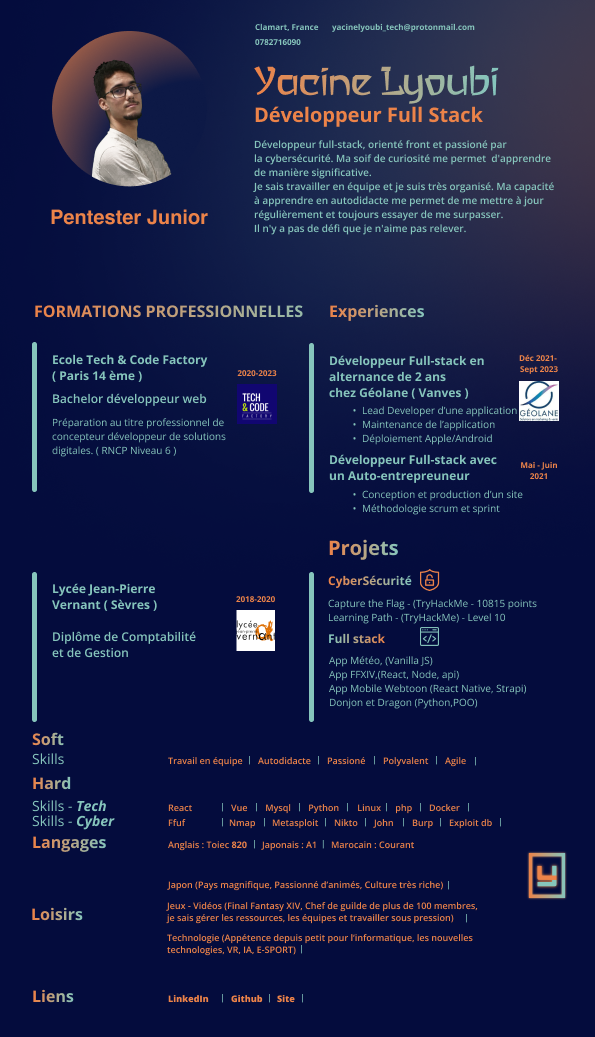 Clamart, France yacinelyoubi_tech@protonmail.com
0782716090
Yacine Lyoubi
Développeur Full Stack
Développeur full-stack, orienté front et passioné par
la cybersécurité. Ma soif de curiosité me permet d'apprendre
de manière significative.
Je sais travailler en équipe et je suis très organisé. Ma capacité
à apprendre en autodidacte me permet de me mettre à jour
régulièrement et toujours essayer de me surpasser.
Il n'y a pas de défi que je n'aime pas relever.
Pentester Junior
FORMATIONS PROFESSIONNELLES
Ecole Tech & Code Factory
( Paris 14 ème )
2020-2023
Bachelor développeur web
TECH
& CODE
FACTORY
Préparation au titre professionnel de
concepteur développeur de solutions
digitales. ( RNCP Niveau 6 )
Lycée Jean-Pierre
Vernant ( Sèvres )
2018-2020
lycée
vernant
Diplôme de Comptabilité
et de Gestion
Experiences
Développeur Full-stack en
alternance de 2 ans
chez Géolane ( Vanves )
Déc 2021-
Sept 2023
GÉOLANE
• Lead Developer d'une application
• Maintenance de l'application
• Déploiement Apple/Android
Développeur Full-stack avec
un Auto-entrepreneur
Mai - Juin
2021
• Conception et production d'un site
• Méthodologie scrum et sprint
Projets
CyberSécurité
Capture the Flag - (TryHackMe - 10815 points
Learning Path - (TryHackMe) - Level 10
Full stack
App Météo, (Vanilla JS)
App FFXIV,(React, Node, api)
App Mobile Webtoon (React Native, Strapi)
Donjon et Dragon (Python,POO)
Soft
Skills
Travail en équipe | Autodidacte | Passioné | Polyvalent | Agile |
Hard
Skills - Tech
React | Vue | Mysql | Python | Linux | php | Docker |
Skills - Cyber
Ffuf | Nmap | Metasploit | Nikto | John | Burp | Exploit db |
Langages
Anglais : Toiec 820 | Japonais : A1 | Marocain : Courant
Loisirs
Japon (Pays magnifique, Passionné d'animés, Culture très riche) |
Jeux - Vidéos (Final Fantasy XIV, Chef de guilde de plus de 100 membres,
je sais gérer les ressources, les équipes et travailler sous pression) |
Technologie (Appétence depuis petit pour l'informatique, les nouvelles
technologies, VR, IA, E-SPORT) |
Liens
LinkedIn | Github | Site |